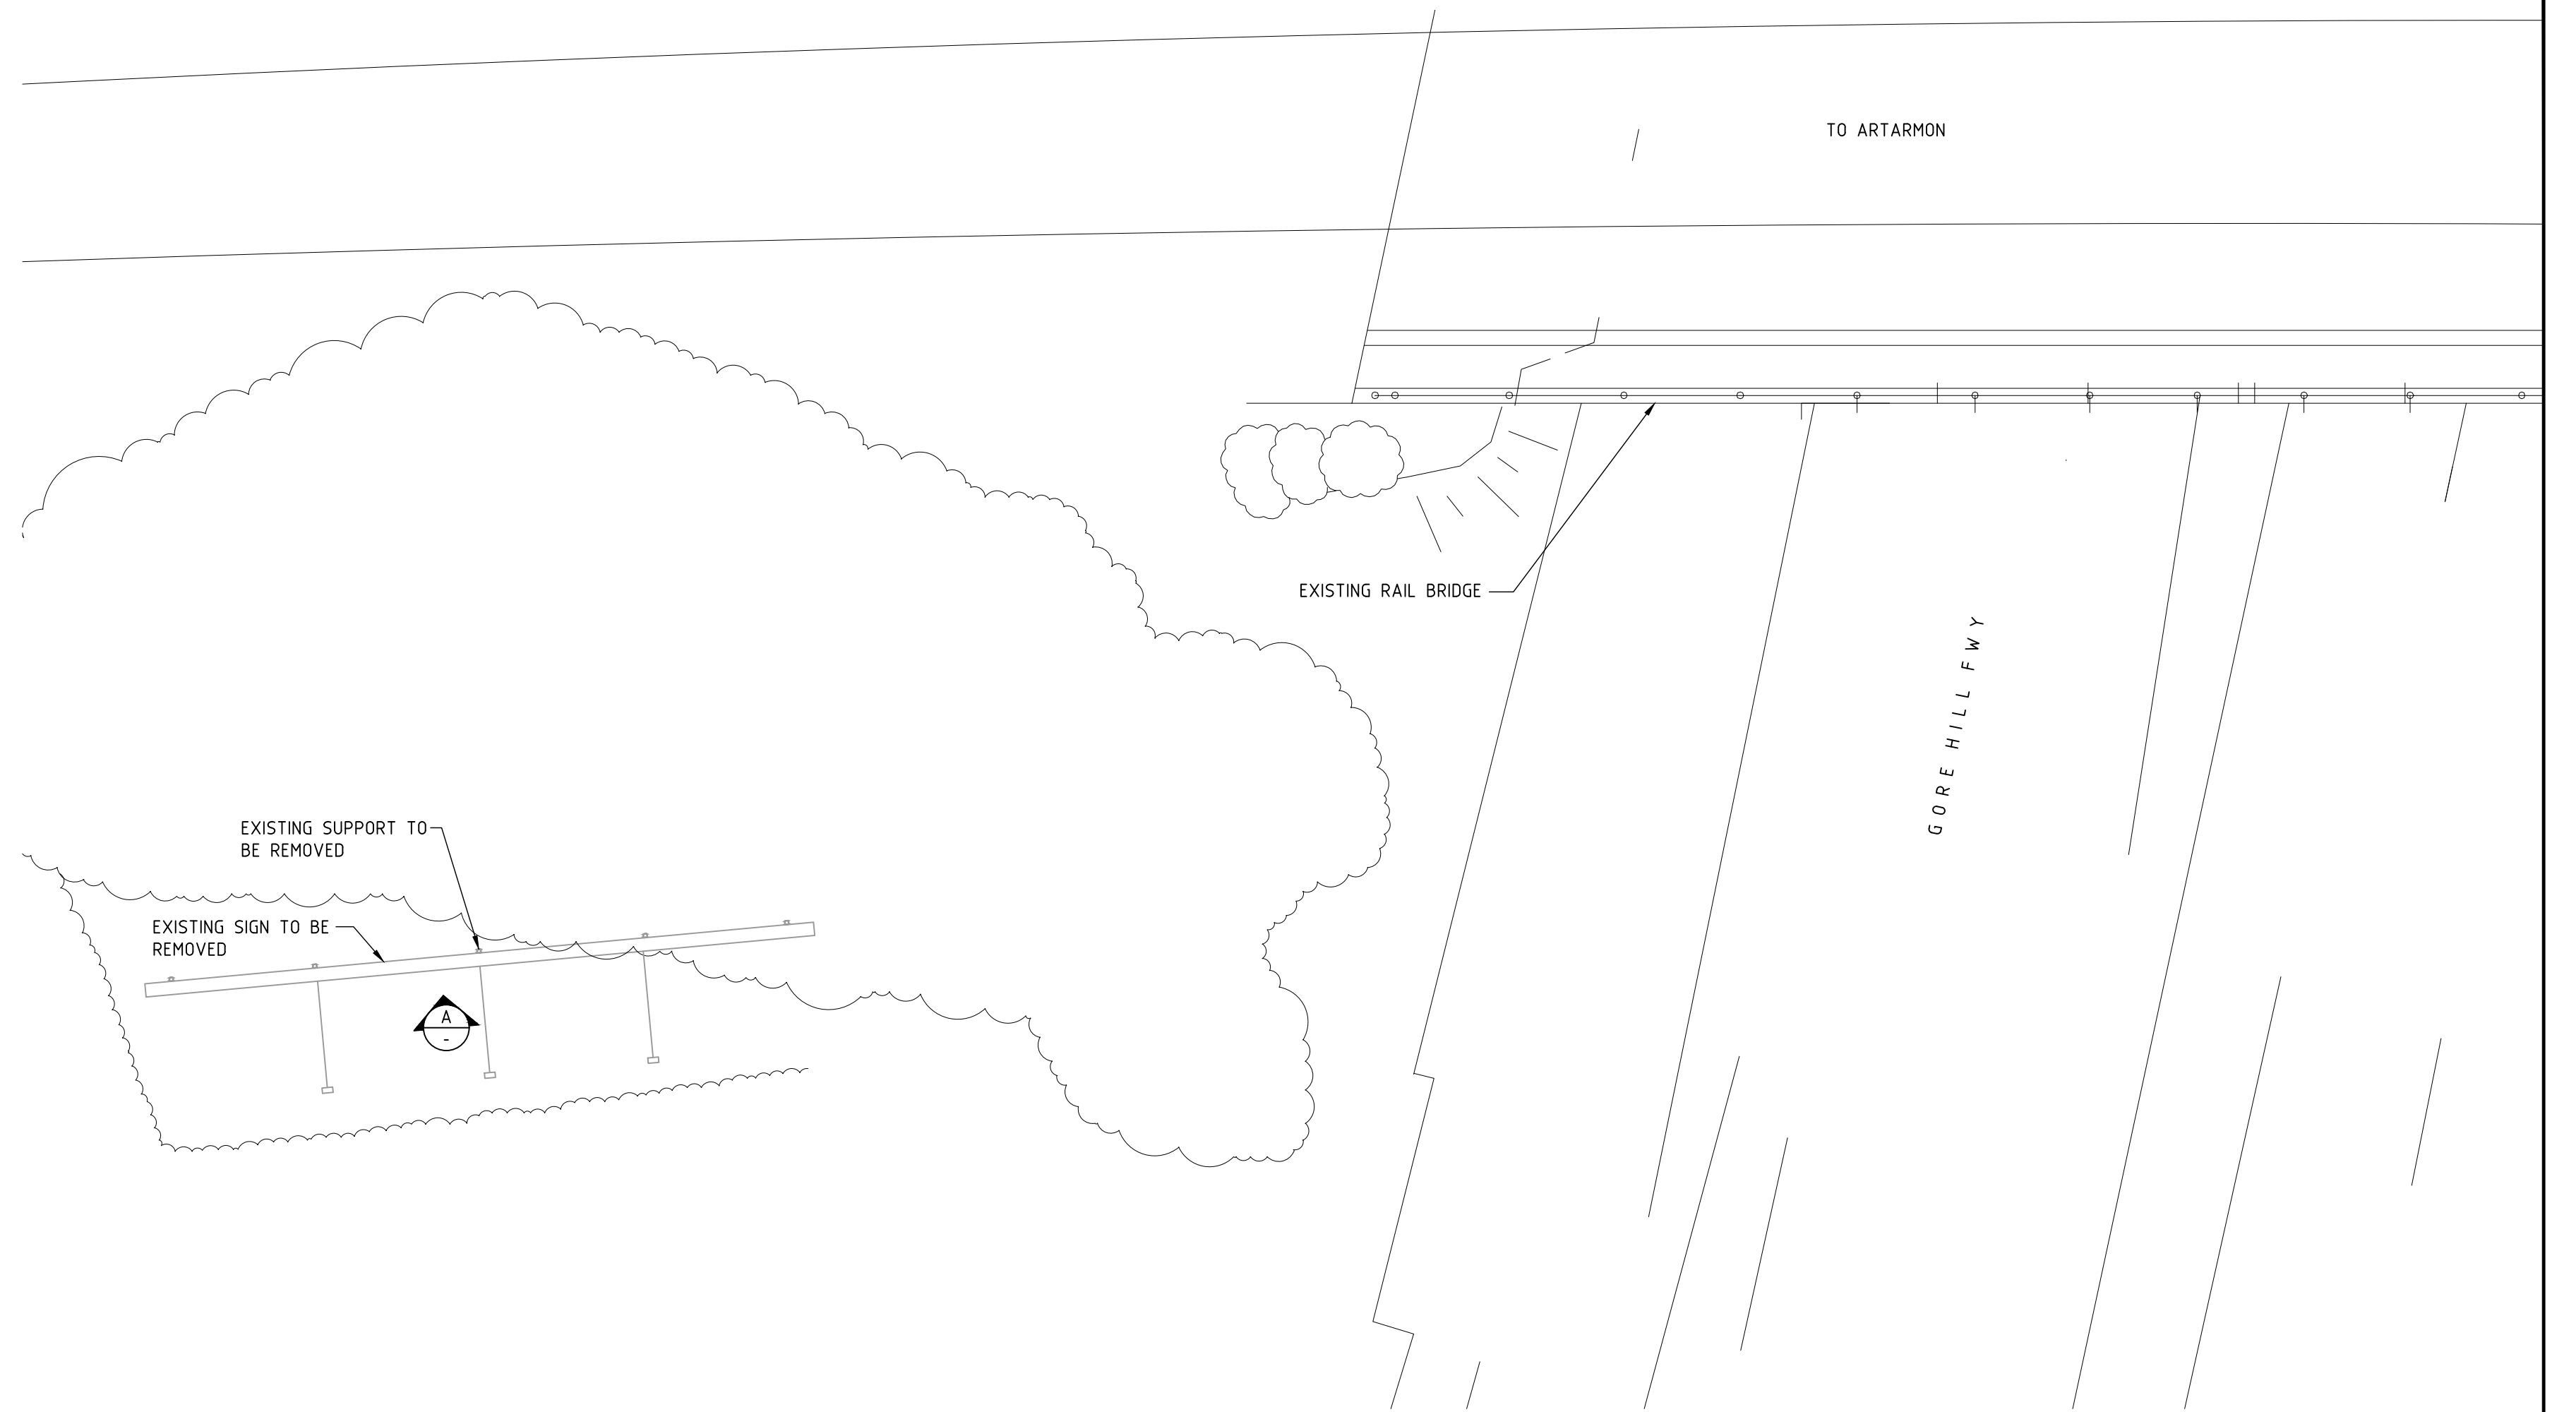 TO ARTARMON
EXISTING RAIL BRIDGE
GORE HILL FWY
EXISTING SUPPORT TO
BE REMOVED
EXISTING SIGN TO BE
REMOVED
A
-